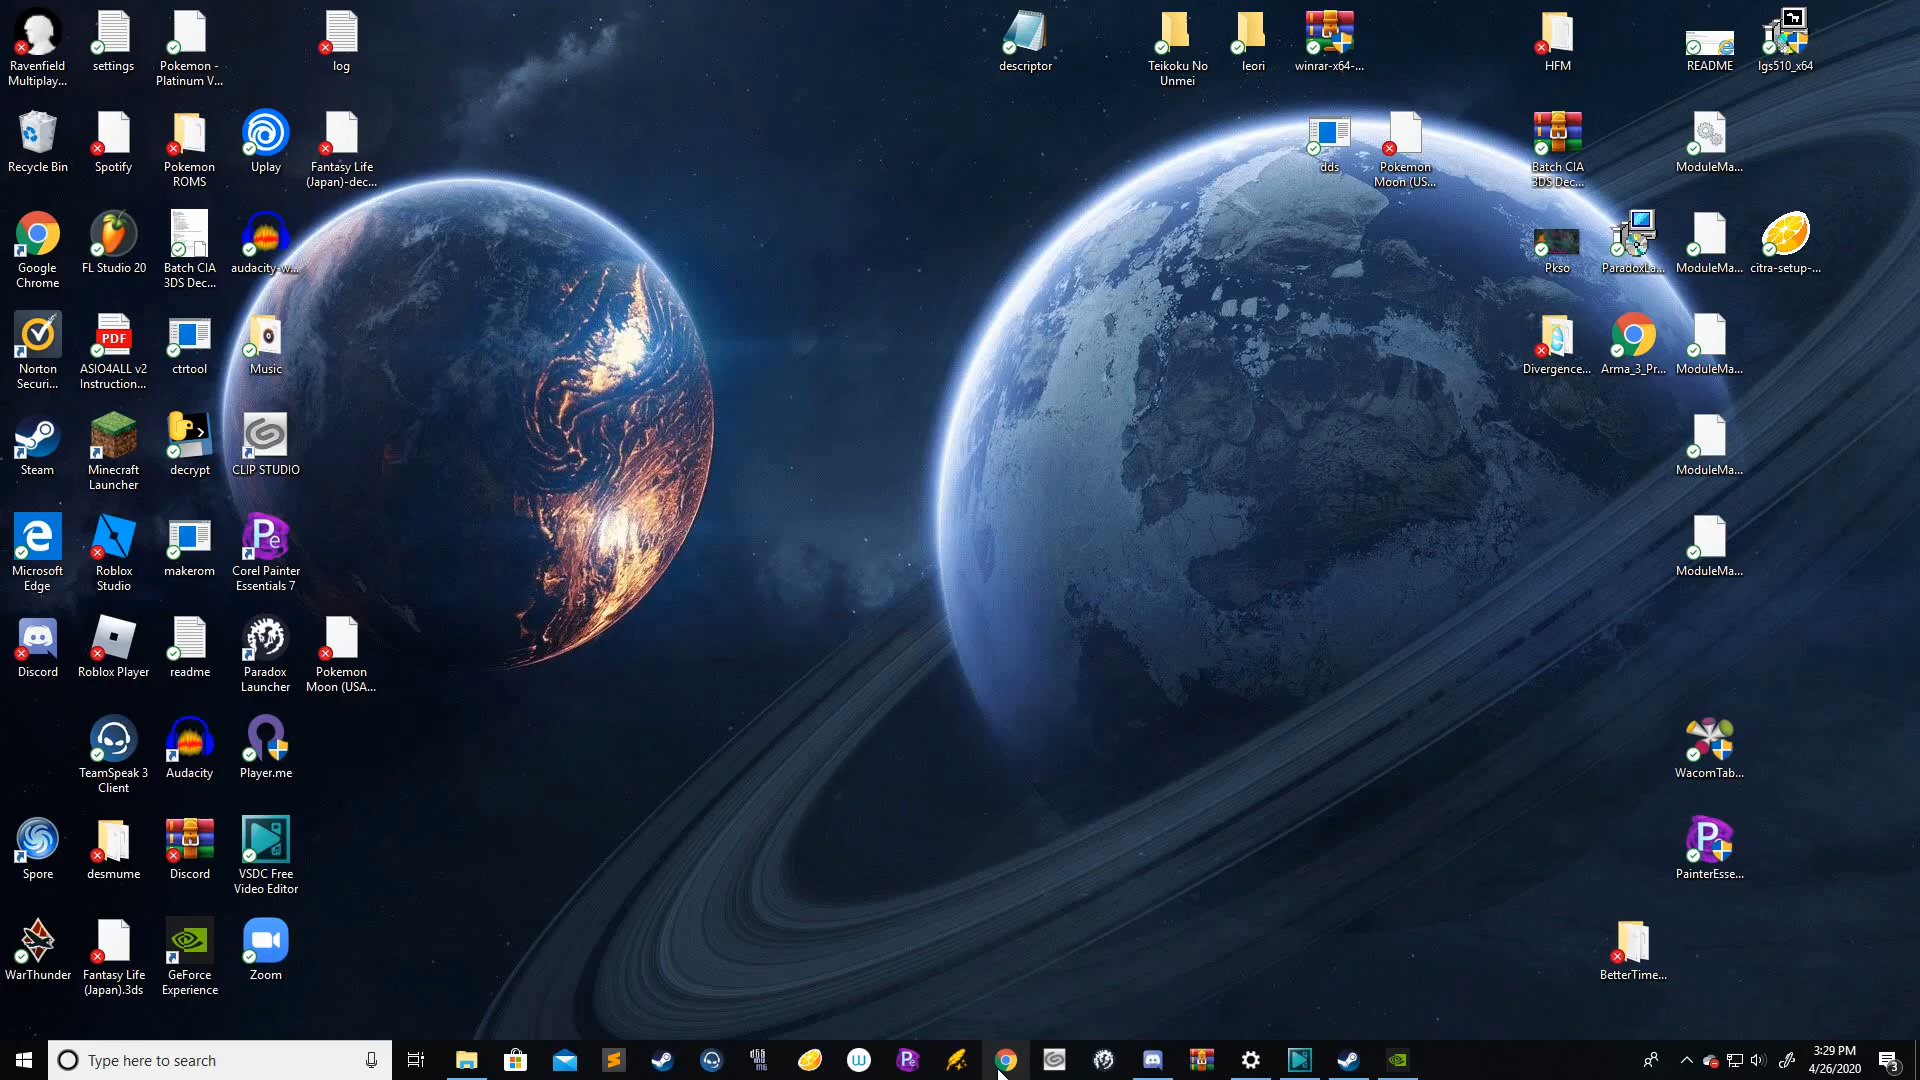 Ravenfield
Multiplay...
settings
Pokemon -
Platinum V...
log
descriptor
Teikoku No
Unmei
leori
winrar-x64-...
HFM
README
lgs510_x64
Recycle Bin
Spotify
Pokemon
ROMS
Uplay
Fantasy Life
(Japan)-dec...
dds
Pokemon
Moon (US...
Batch CIA
3DS Dec...
ModuleMa...
Google
Chrome
FL Studio 20
Batch CIA
3DS Dec...
audacity-w...
Pkso
ParadoxLa...
ModuleMa...
citra-setup-...
Norton
Securi...
PDF
ASIO4ALL v2
Instruction...
ctrtool
Music
Divergence...
Arma_3_Pr...
ModuleMa...
Steam
Minecraft
Launcher
decrypt
CLIP STUDIO
ModuleMa...
Microsoft
Edge
Roblox
Studio
makerom
Pe
Corel Painter
Essentials 7
ModuleMa...
Discord
Roblox Player
readme
Paradox
Launcher
Pokemon
Moon (USA...
TeamSpeak 3
Client
Audacity
Player.me
WacomTab...
Spore
desmume
Discord
VSDC Free
Video Editor
PainterEsse...
WarThunder
Fantasy Life
(Japan).3ds
GeForce
Experience
Zoom
BetterTime...
Type here to search
3:29 PM
4/26/2020
3